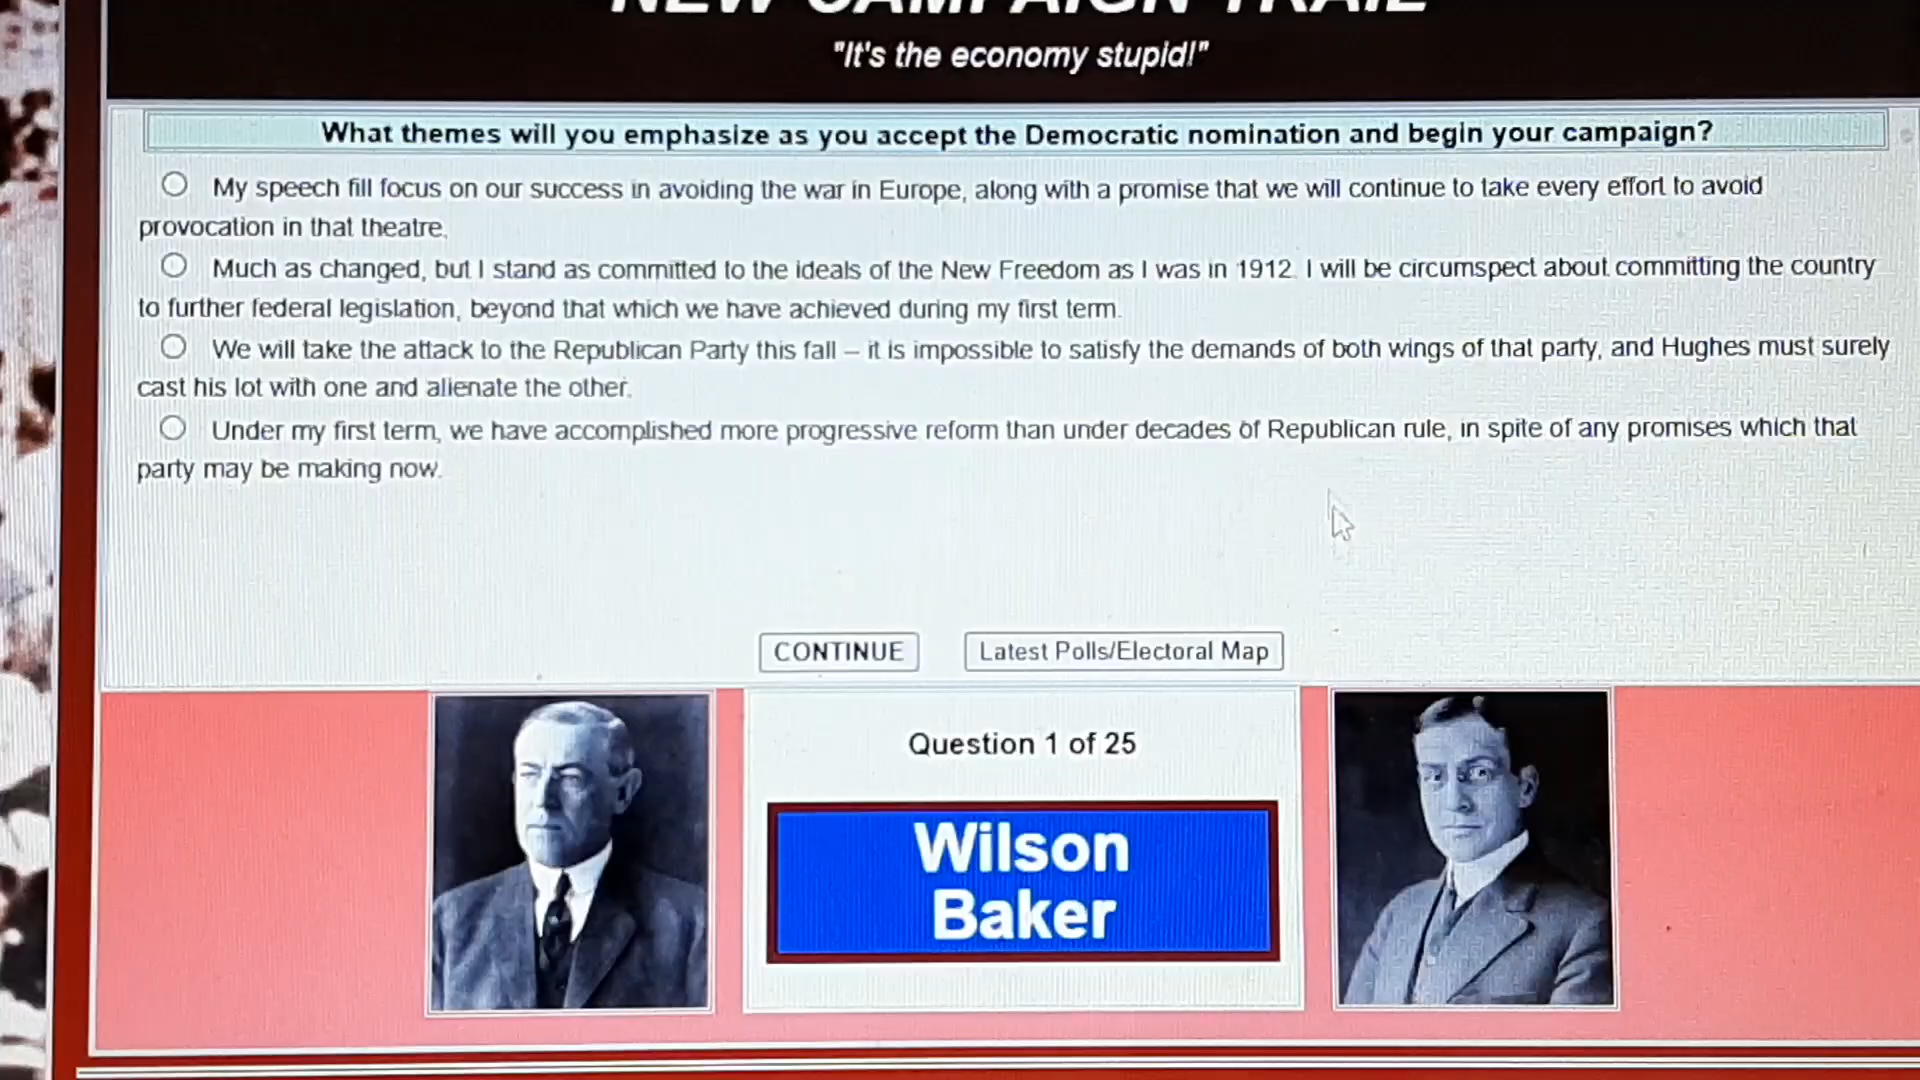 NEW CAMPAIGN TRAIL
"It's the economy stupid!"
What themes will you emphasize as you accept the Democratic nomination and begin your campaign?
My speech fill focus on our success in avoiding the war in Europe, along with a promise that we will continue to take every effort to avoid
provocation in that theatre.
Much as changed, but I stand as committed to the ideals of the New Freedom as I was in 1912. I will be circumspect about committing the country
to further federal legislation, beyond that which we have achieved during my first term.
We will take the attack to the Republican Party this fall – it is impossible to satisfy the demands of both wings of that party, and Hughes must surely
cast his lot with one and alienate the other.
Under my first term, we have accomplished more progressive reform than under decades of Republican rule, in spite of any promises which that
party may be making now.
CONTINUE
Latest Polls/Electoral Map
Question 1 of 25
Wilson
Baker